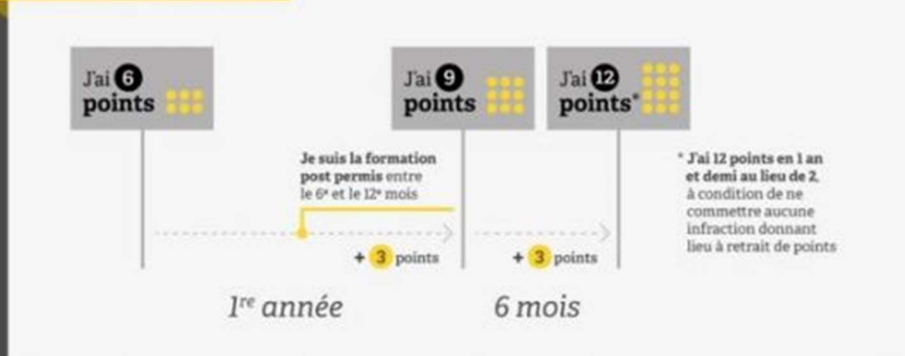 J'ai 6
points
J'ai 9
points
J'ai 12
points*
Je suis la formation
post permis entre
le 6e et le 12e mois
* J'ai 12 points en 1 an
et demi au lieu de 2,
à condition de ne
commettre aucune
infraction donnant
lieu à retrait de points
+ 3 points
+ 3 points
1re année
6 mois